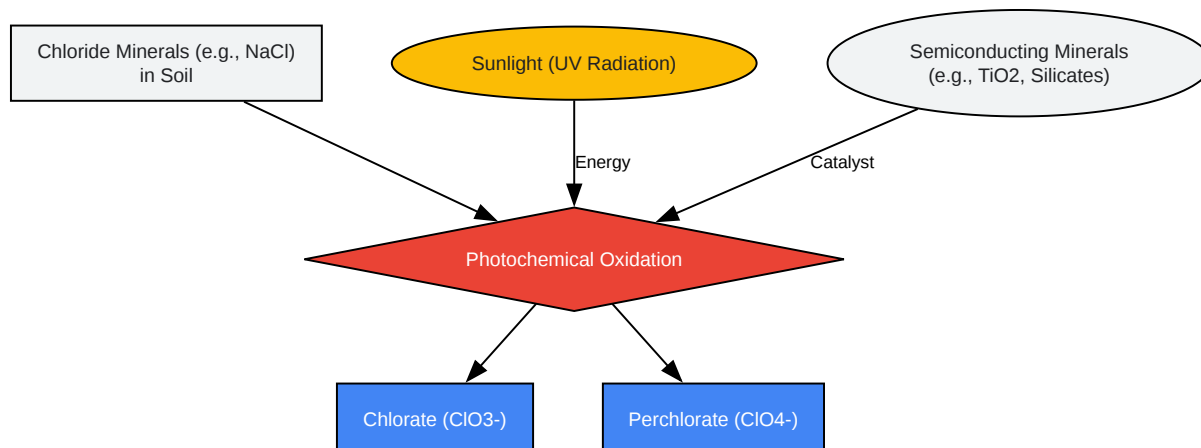 Chloride Minerals (e.g., NaCl)
in Soil
Sunlight (UV Radiation)
Semiconducting Minerals
(e.g., TiO2, Silicates)
Energy
Catalyst
Photochemical Oxidation
Chlorate (ClO3-)
Perchlorate (ClO4-)